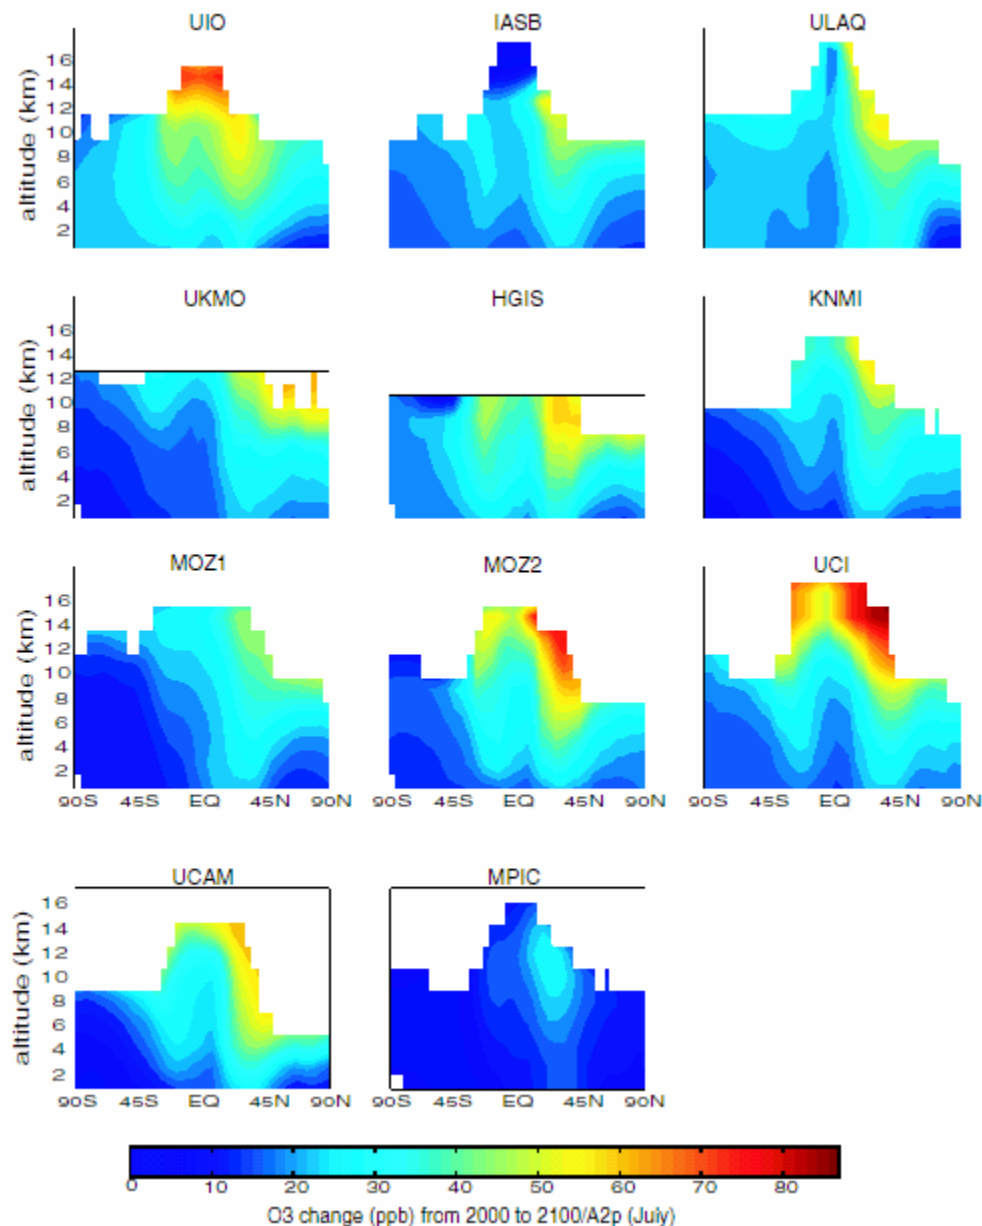 UIO IASB ULAQ
altitude (km)
16
14
12
10
8
6
4
2
UKMO HGIS KNMI
altitude (km)
16
14
12
10
8
6
4
2
MOZ1 MOZ2 UCI
altitude (km)
16
14
12
10
8
6
4
2
90S 45S EQ 45N 90N 90S 45S EQ 45N 90N 90S 45S EQ 45N 90N
UCAM MPIC
altitude (km)
16
14
12
10
8
6
4
2
90S 45S EQ 45N 90N 90S 45S EQ 45N 90N
0 10 20 30 40 50 60 70 80
O3 change (ppb) from 2000 to 2100/A2p (July)